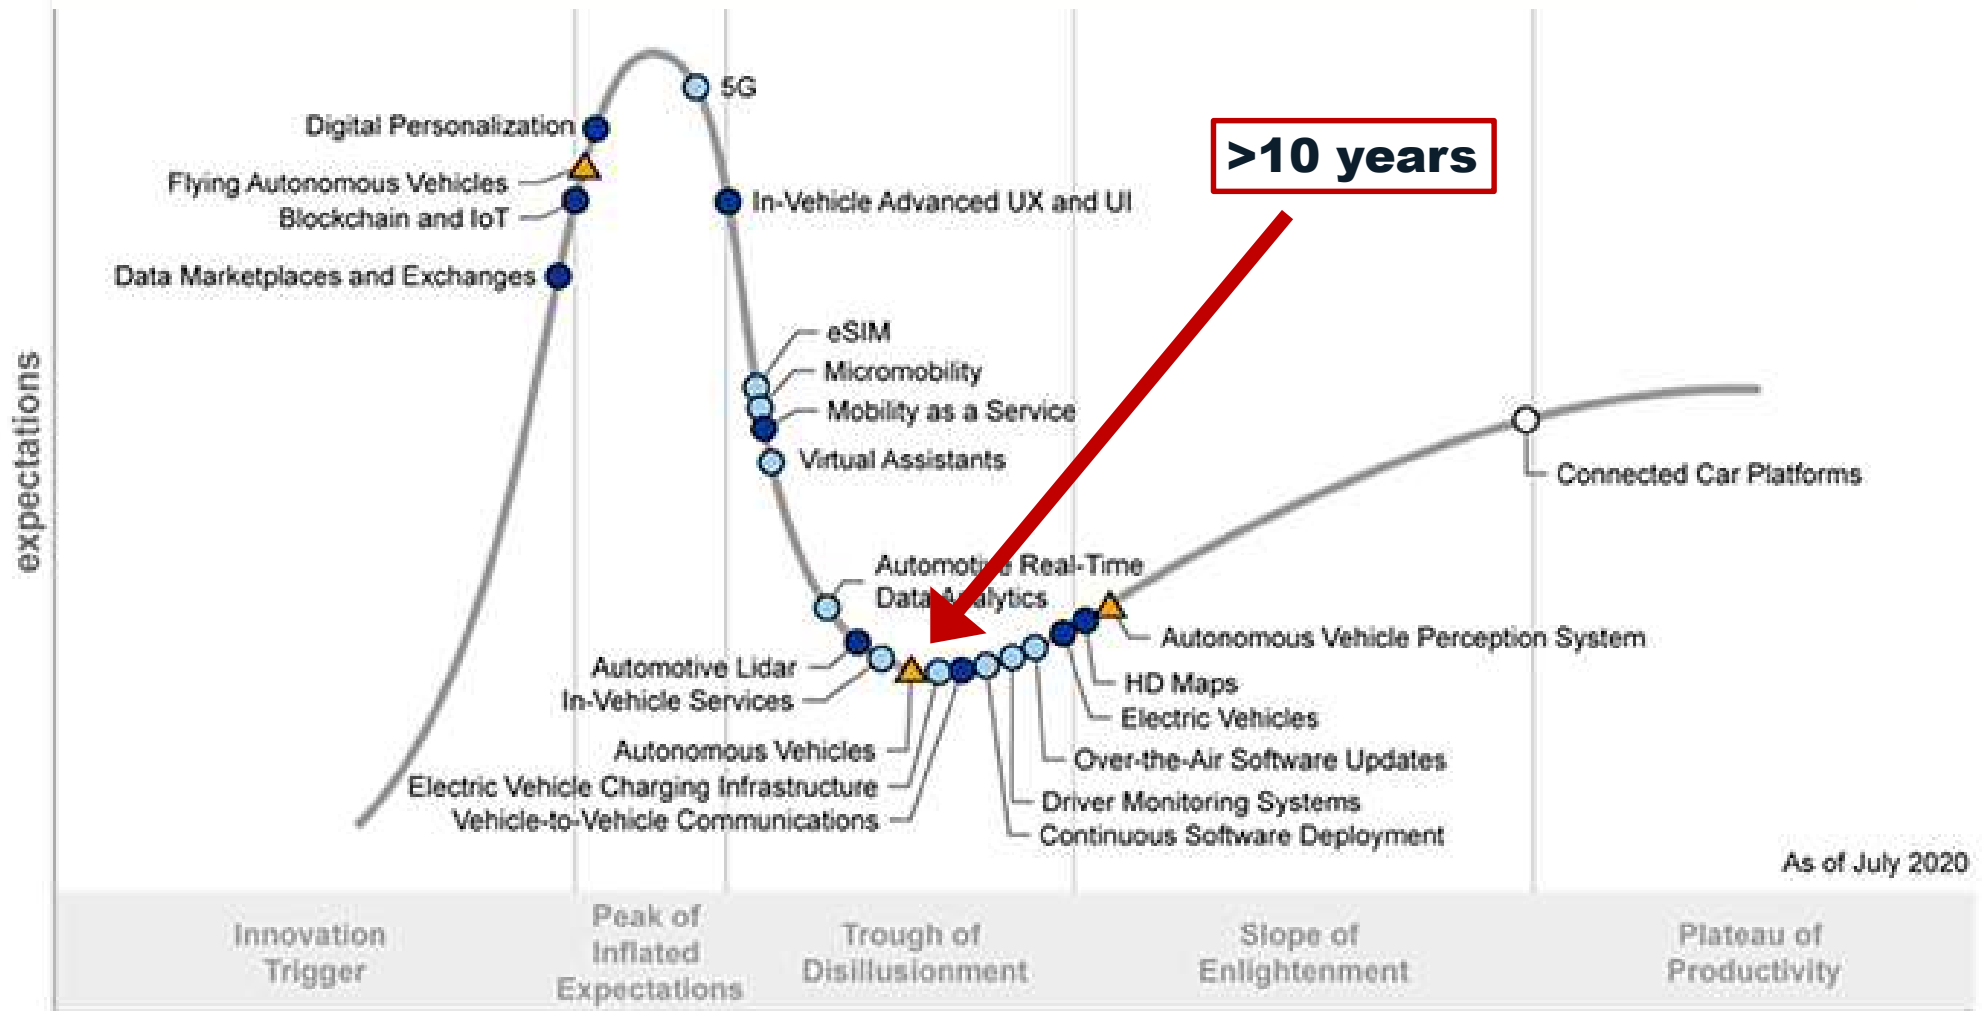 5G
Digital Personalization
Flying Autonomous Vehicles
Blockchain and IoT
Data Marketplaces and Exchanges
In-Vehicle Advanced UX and UI
>10 years
eSIM
Micromobility
Mobility as a Service
Virtual Assistants
Automotive Real-Time
Data Analytics
Connected Car Platforms
Automotive Lidar
In-Vehicle Services
Autonomous Vehicles
Electric Vehicle Charging Infrastructure
Vehicle-to-Vehicle Communications
Autonomous Vehicle Perception System
HD Maps
Electric Vehicles
Over-the-Air Software Updates
Driver Monitoring Systems
Continuous Software Deployment
expectations
As of July 2020
Innovation
Trigger
Peak of
Inflated
Expectations
Trough of
Disillusionment
Slope of
Enlightenment
Plateau of
Productivity